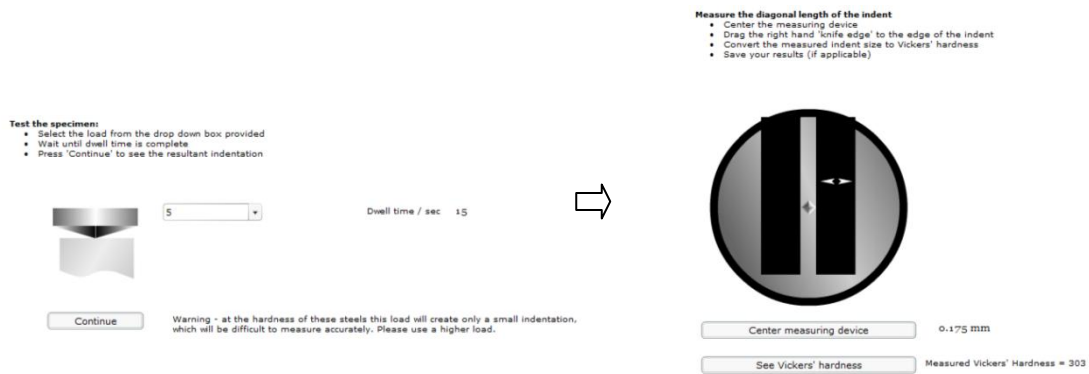 Test the specimen:
Select the load from the drop down box provided
Wait until dwell time is complete
Press 'Continue' to see the resultant indentation
5
Dwell time / sec 15
Continue
Warning - at the hardness of these steels this load will create only a small indentation,
which will be difficult to measure accurately. Please use a higher load.
Measure the diagonal length of the indent
Center the measuring device
Drag the right hand 'knife edge' to the edge of the indent
Convert the measured indent size to Vickers' hardness
Save your results (if applicable)
Center measuring device
0.175 mm
See Vickers' hardness
Measured Vickers' Hardness = 303